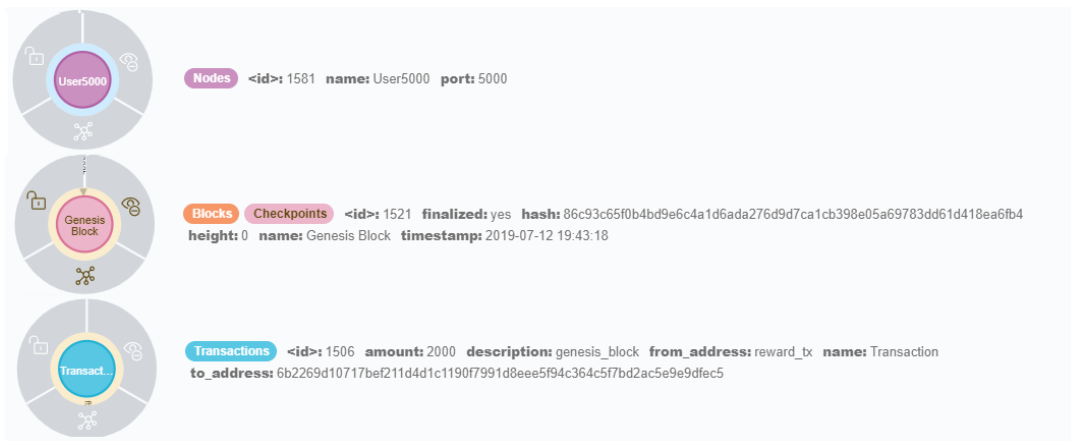 User5000
Nodes <id>: 1581 name: User5000 port: 5000
Genesis
Block
Blocks Checkpoints <id>: 1521 finalized: yes hash: 86c93c65f0b4bd9e6c4a1d6ada276d9d7ca1cb398e05a69783dd61d418ea6fb4
height: 0 name: Genesis Block timestamp: 2019-07-12 19:43:18
Transact...
Transactions <id>: 1506 amount: 2000 description: genesis_block from_address: reward_tx name: Transaction
to_address: 6b2269d10717bef211d4d1c1190f7991d8eee5f94c364c5f7bd2ac5e9e9dfec5